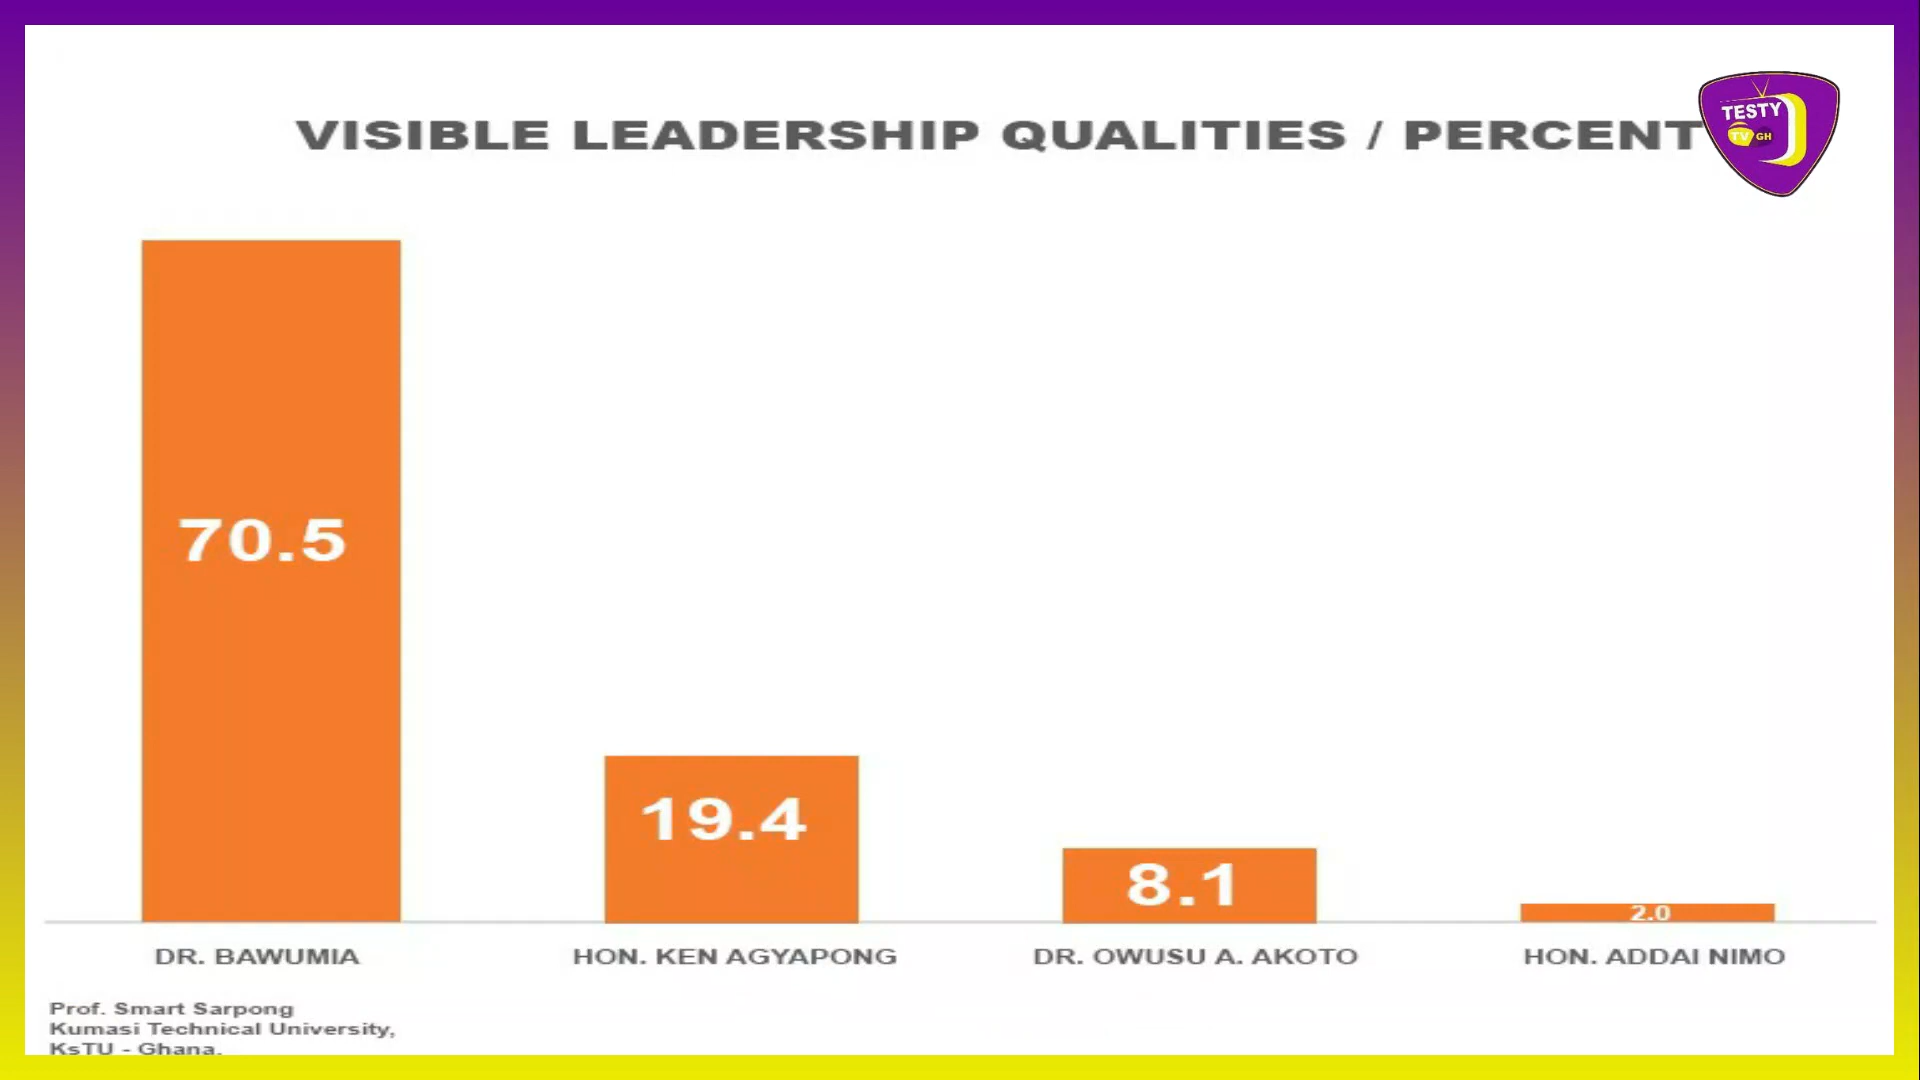 VISIBLE LEADERSHIP QUALITIES / PERCENT
TESTY
TV GH
70.5
19.4
8.1
2.0
DR. BAWUMIA
HON. KEN AGYAPONG
DR. OWUSU A. AKOTO
HON. ADDAI NIMO
Prof. Smart Sarpong
Kumasi Technical University,
KsTU - Ghana.